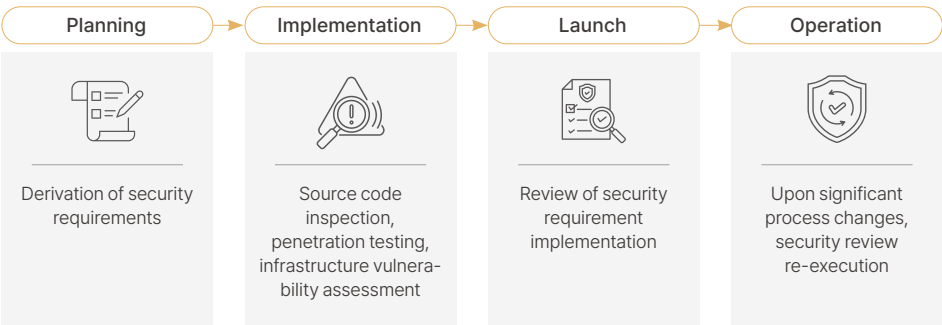 Planning
Implementation
Launch
Operation
Derivation of security
requirements
Source code
inspection,
penetration testing,
infrastructure vulnera-
bility assessment
Review of security
requirement
implementation
Upon significant
process changes,
security review
re-execution